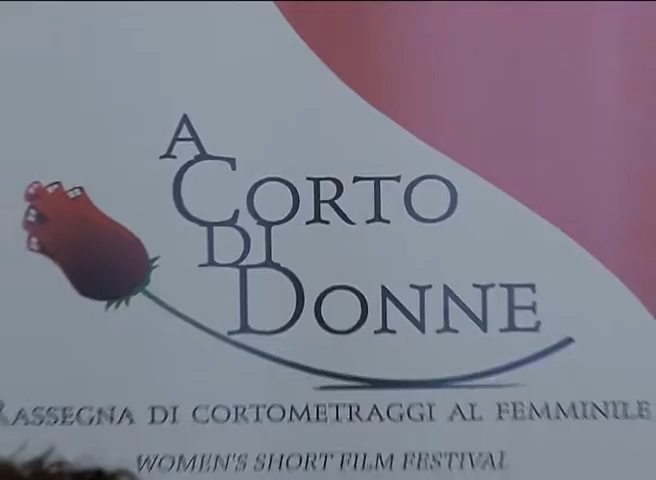 A
CORTO
DI
DONNE
RASSEGNA DI CORTOMETRAGGI AL FEMMINILE
WOMEN'S SHORT FILM FESTIVAL